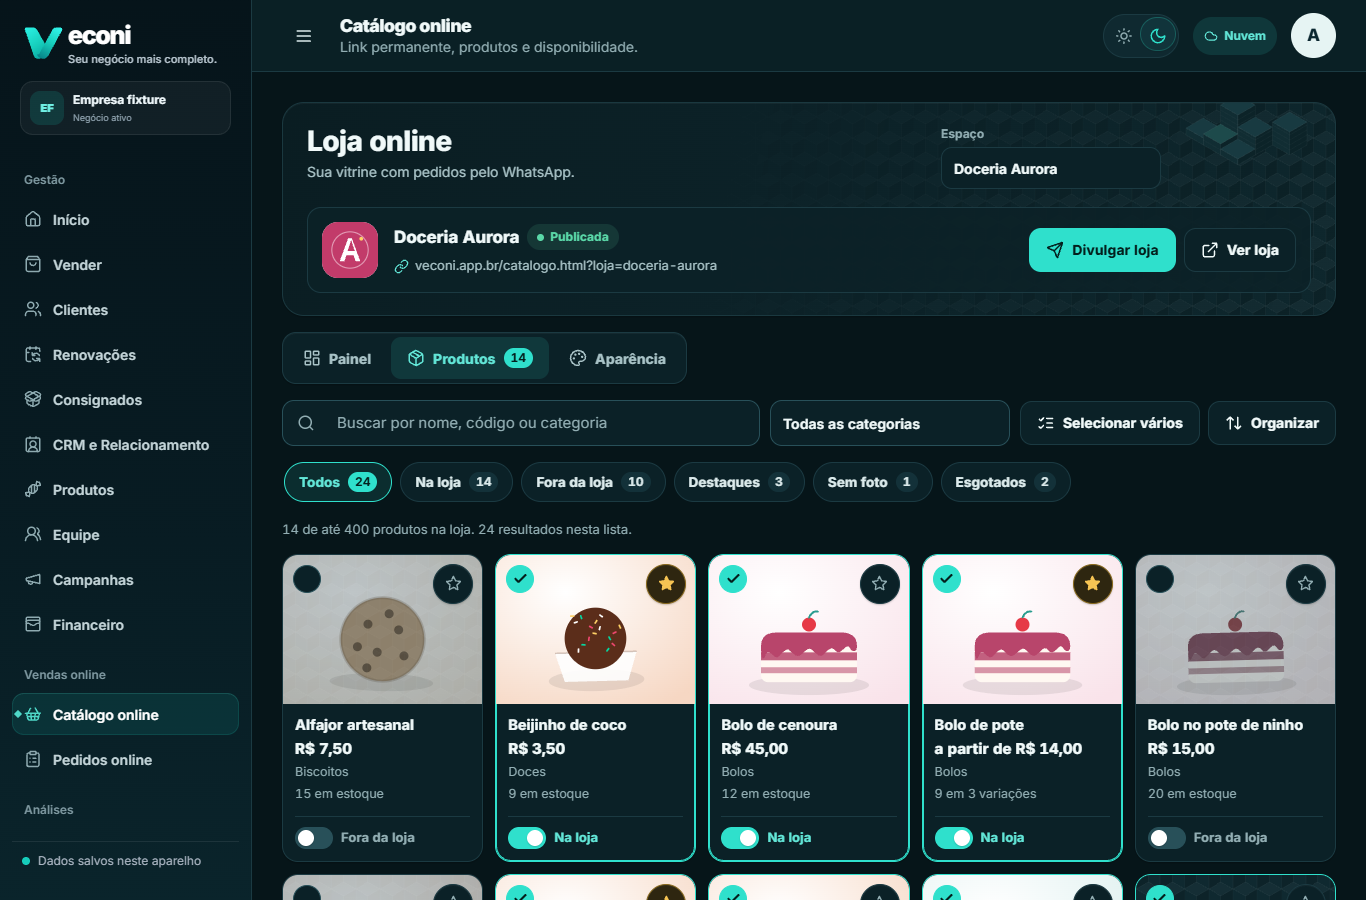 Veconi
Seu negócio mais completo.
EF
Empresa fixture
Negócio ativo
Gestão
Início
Vender
Clientes
Renovações
Consignados
CRM e Relacionamento
Produtos
Equipe
Campanhas
Financeiro
Vendas online
Catálogo online
Pedidos online
Análises
Dados salvos neste aparelho
Catálogo online
Link permanente, produtos e disponibilidade.
Nuvem
A
Loja online
Sua vitrine com pedidos pelo WhatsApp.
Espaço
Doceria Aurora
A
Doceria Aurora
Publicada
veconi.app.br/catalogo.html?loja=doceria-aurora
Divulgar loja
Ver loja
Painel
Produtos 14
Aparência
Buscar por nome, código ou categoria
Todas as categorias
Selecionar vários
Organizar
Todos 24
Na loja 14
Fora da loja 10
Destaques 3
Sem foto 1
Esgotados 2
14 de até 400 produtos na loja. 24 resultados nesta lista.
Alfajor artesanal
R$ 7,50
Biscoitos
15 em estoque
Fora da loja
Beijinho de coco
R$ 3,50
Doces
9 em estoque
Na loja
Bolo de cenoura
R$ 45,00
Bolos
12 em estoque
Na loja
Bolo de pote
a partir de R$ 14,00
Bolos
9 em 3 variações
Na loja
Bolo no pote de ninho
R$ 15,00
Bolos
20 em estoque
Fora da loja